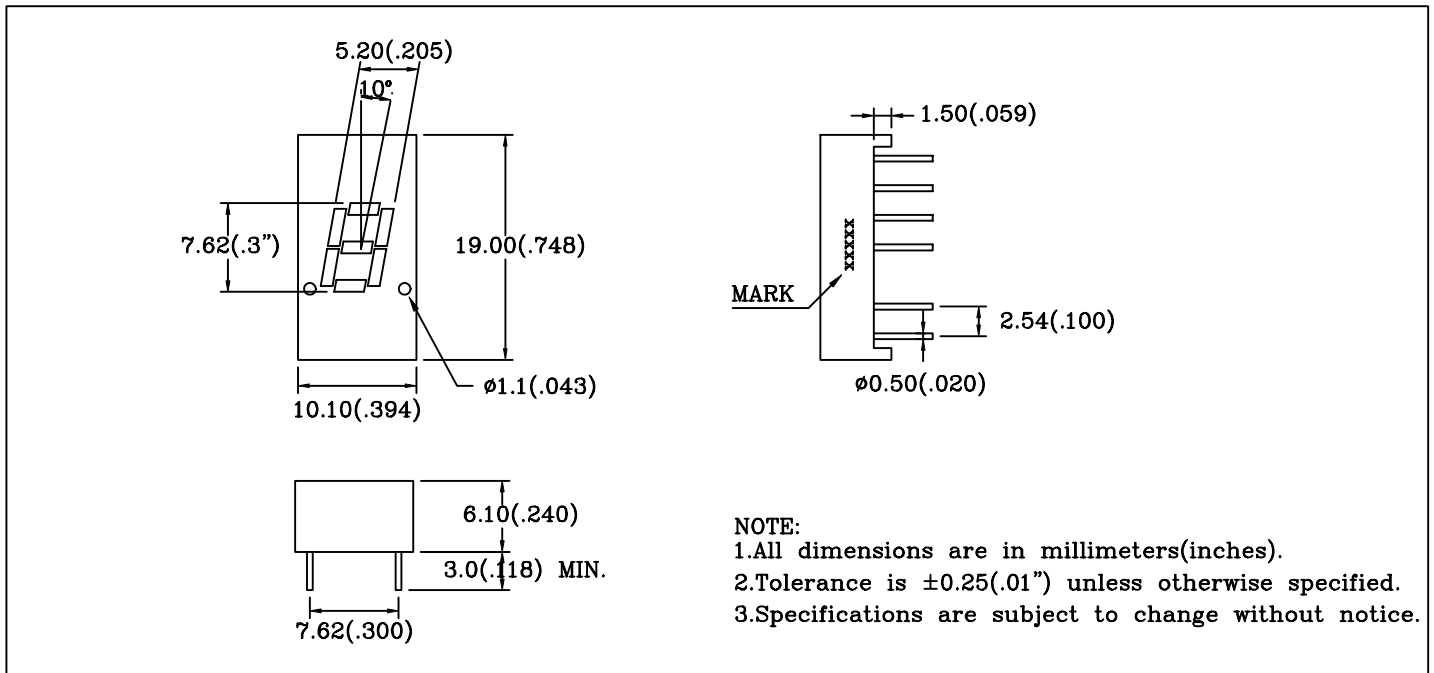 5.20(.205)
10°
7.62(.3")
19.00(.748)
ø1.1(.043)
10.10(.394)
1.50(.059)
xxxxx
MARK
2.54(.100)
ø0.50(.020)
6.10(.240)
3.0(.118) MIN.
7.62(.300)
NOTE:
1.All dimensions are in millimeters(inches).
2.Tolerance is ±0.25(.01") unless otherwise specified.
3.Specifications are subject to change without notice.